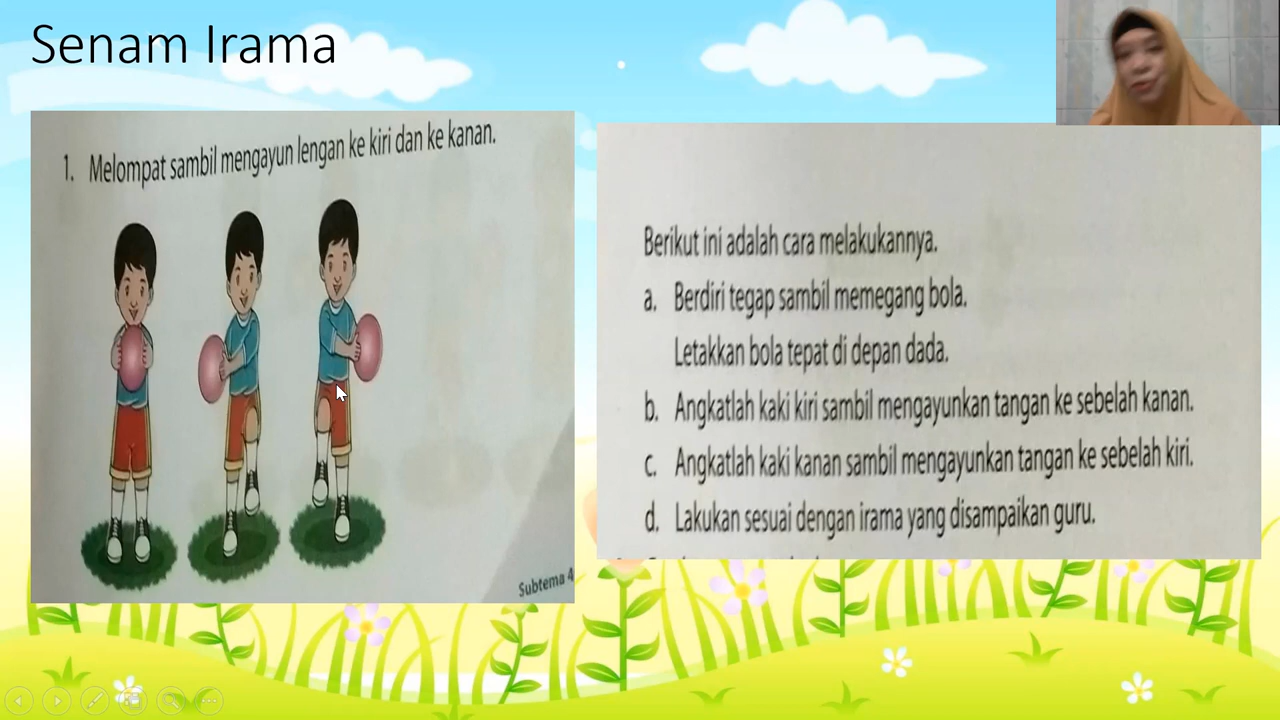 Senam Irama
1. Melompat sambil mengayun lengan ke kiri dan ke kanan.
Subtema 4
Berikut ini adalah cara melakukannya.
a. Berdiri tegap sambil memegang bola.
Letakkan bola tepat di depan dada.
b. Angkatlah kaki kiri sambil mengayunkan tangan ke sebelah kanan.
c. Angkatlah kaki kanan sambil mengayunkan tangan ke sebelah kiri.
d. Lakukan sesuai dengan irama yang disampaikan guru.